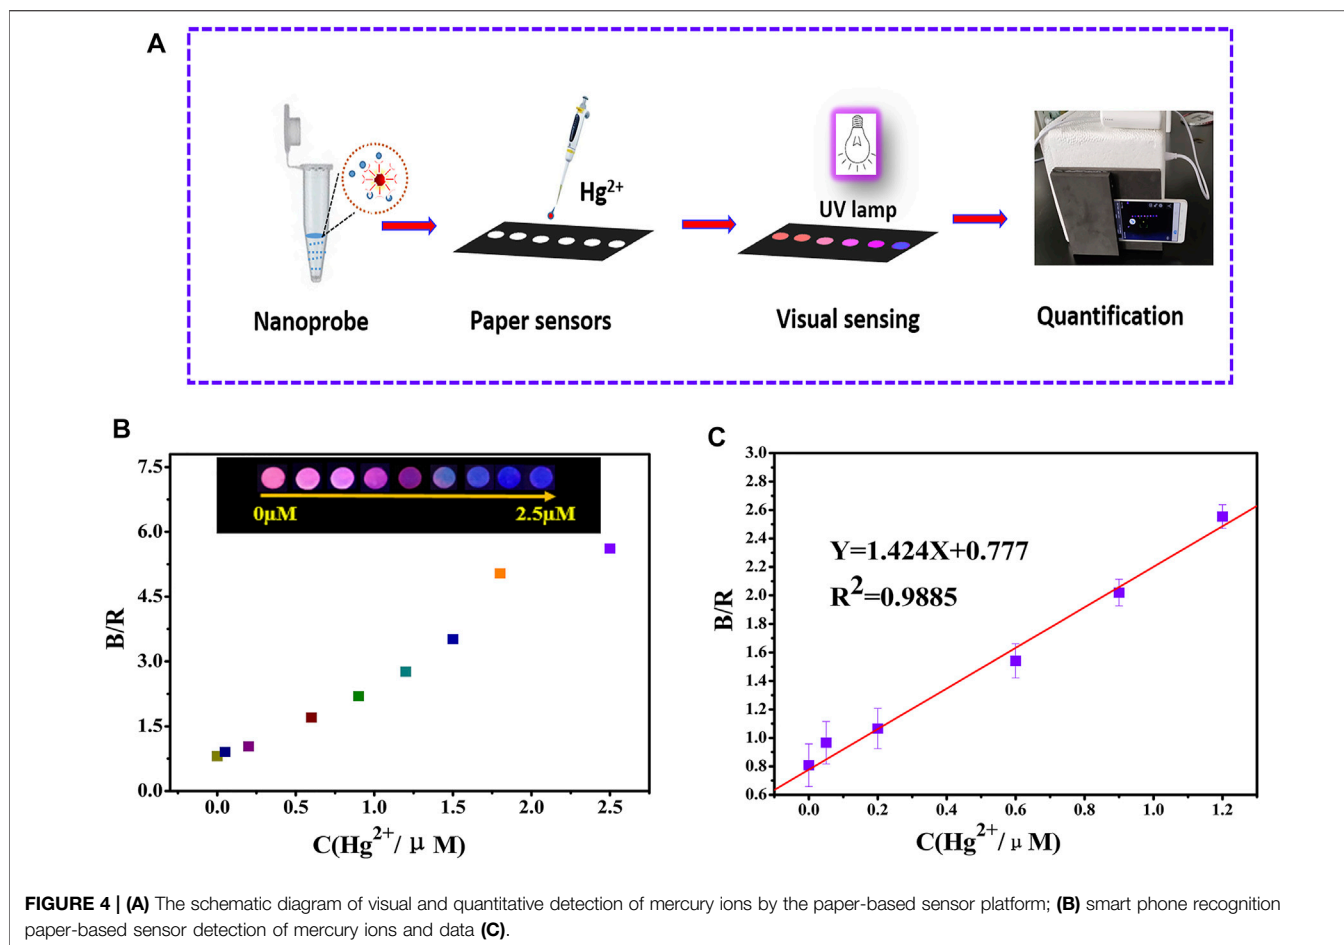 A
Hg2+
UV lamp
Nanoprobe
Paper sensors
Visual sensing
Quantification
B
7.5
6.0
4.5
3.0
1.5
0.0
B/R
0μM
2.5μM
0.0
0.5
1.0
1.5
2.0
2.5
C(Hg2+/ μ M)
C
3.0
2.8
2.6
2.4
2.2
2.0
1.8
1.6
1.4
1.2
1.0
0.8
0.6
B/R
Y=1.424X+0.777
R2=0.9885
0.0
0.2
0.4
0.6
0.8
1.0
1.2
C(Hg2+/ μ M)
FIGURE 4 | (A) The schematic diagram of visual and quantitative detection of mercury ions by the paper-based sensor platform; (B) smart phone recognition
paper-based sensor detection of mercury ions and data (C).